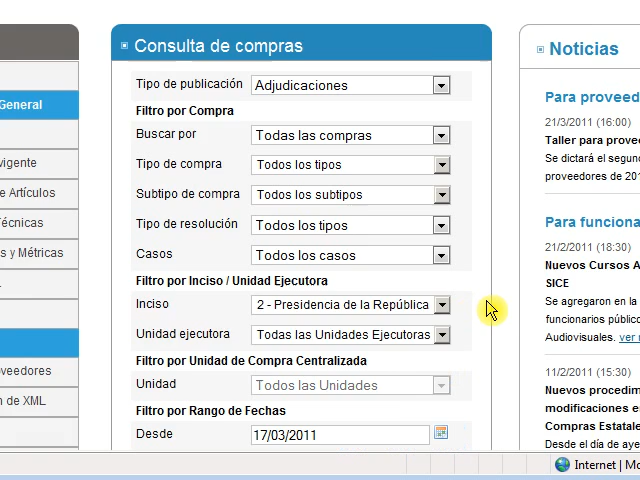 Consulta de compras
Tipo de publicación Adjudicaciones
Filtro por Compra
Buscar por Todas las compras
Tipo de compra Todos los tipos
Subtipo de compra Todos los subtipos
Tipo de resolución Todos los tipos
Casos Todos los casos
Filtro por Inciso / Unidad Ejecutora
Inciso 2 - Presidencia de la República
Unidad ejecutora Todas las Unidades Ejecutoras
Filtro por Unidad de Compra Centralizada
Unidad Todos las Unidades
Filtro por Rango de Fechas
Desde 17/03/2011
General
vigente
e Artículos
Técnicas
s y Métricas
veedores
n de XML
Noticias
Para proveed
21/3/2011 (16:00)
Taller para prove
Se dictará el segun
proveedores de 20
Para funciona
21/2/2011 (18:30)
Nuevos Cursos A
SICE
Se agregaron en la
funcionarios públic
Audiovisuales. ver
11/2/2011 (15:30)
Nuevos procedim
modificaciones e
Compras Estatale
Desde el día de aye
Internet | Mo